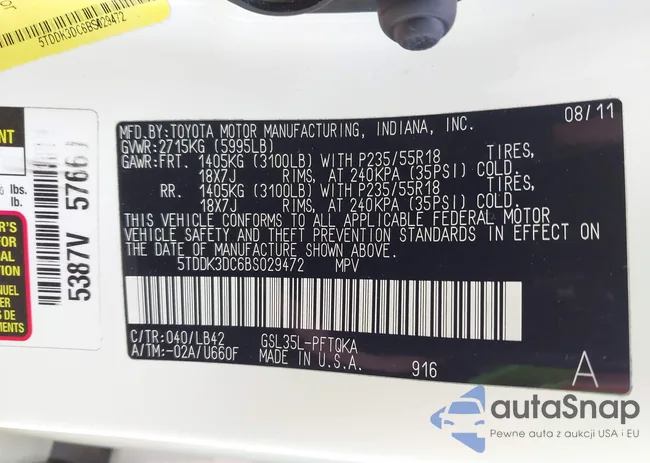 5TDDK3DC6BS029472
MFD.BY:TOYOTA MOTOR MANUFACTURING, INDIANA, INC. 08/11
GVWR:2715KG (5995LB)
GAWR:FRT. 1405KG (3100LB) WITH P235/55R18 TIRES,
18X7J RIMS, AT 240KPA (35PSI) COLD.
RR. 1405KG (3100LB) WITH P235/55R18 TIRES,
18X7J RIMS, AT 240KPA (35PSI) COLD.
THIS VEHICLE CONFORMS TO ALL APPLICABLE FEDERAL MOTOR
VEHICLE SAFETY AND THEFT PREVENTION STANDARDS IN EFFECT ON
THE DATE OF MANUFACTURE SHOWN ABOVE.
5TDDK3DC6BS029472 MPV
C/TR:040/LB42 GSL35L-PFTQKA
A/TM:-02A/U660F MADE IN U.S.A. 916 A
lbs.
lb.
5387V 5766
autaSnap
Pewne auta z aukcji USA i EU